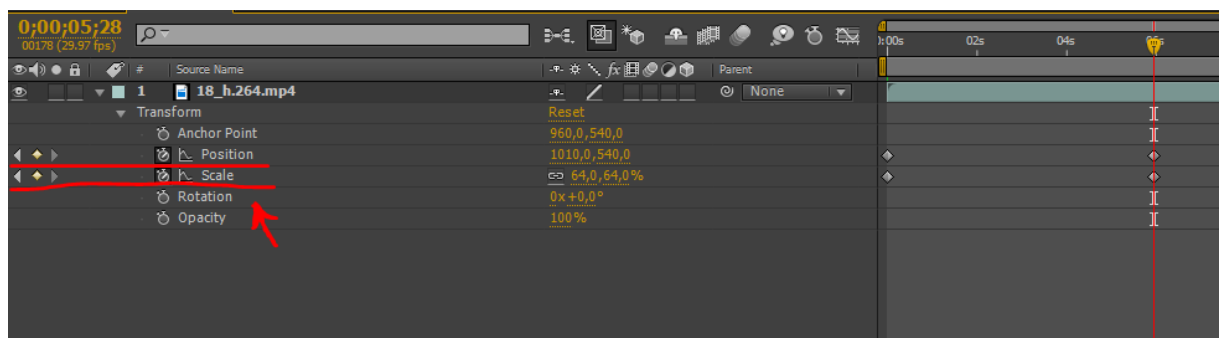 0;00;05;28
00178 (29.97 fps)
0:00s 02s 04s
# Source Name fx Parent
1 18_h.264.mp4 None
Transform Reset
Anchor Point 960,0,540,0
Position 1010,0,540,0
Scale 64,0,64,0%
Rotation 0x+0,0°
Opacity 100%